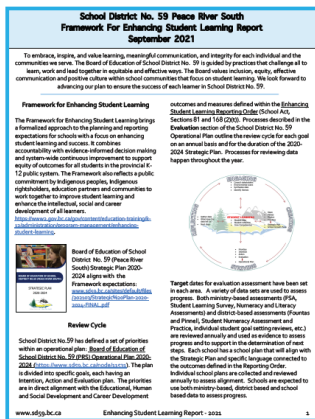 School District No. 59 Peace River South
Framework For Enhancing Student Learning Report
September 2021
To embrace, inspire, and value learning, meaningful communication, and integrity for each individual and the
communities we serve. The Board of Education of School District No. 59 is guided by practices that challenge all to
learn, work and lead together in equitable and effective ways. The Board values inclusion, equity, effective
communication and positive culture within school communities that focus on student learning. We look forward to
advancing our plan to ensure the success of each learner in School District No. 59.
Framework for Enhancing Student Learning
The Framework for Enhancing Student Learning brings
a formalized approach to the planning and reporting
expectations for schools with a focus on enhancing
student learning and success. It combines
accountability with evidence-informed decision making
and system-wide continuous improvement to support
equity of outcomes for all students in the provincial K-
12 public system. The Framework also reflects a public
commitment by Indigenous peoples, Indigenous
rightsholders, education partners and communities to
work together to improve student learning and
enhance the intellectual, social and career
development of all learners.
https://www2.gov.bc.ca/gov/content/education-training/k-
12/administration/program-management/enhancing-
student-learning.
Board of Education of School
District No. 59 (Peace River
South) Strategic Plan 2020-
2024 aligns with the
Framework expectations:
Review Cycle
School District No.59 has defined a set of priorities
within an operational plan: Board of Education of
School District No.59 (PRS) Operational Plan 2020-
The plan
is divided into specific goals, each having an
Intention, Action and Evaluation plan. The priorities
are in direct alignment with the Educational, Human
and Social Development and Career Development
outcomes and measures defined within the Enhancing
Student Learning Reporting Order (School Act,
Sections 81 and 168 (2)(t)). Processes described in the
Evaluation section of the School District No. 59
Operational Plan outline the review cycle for each goal
on an annual basis and for the duration of the 2020-
2024 Strategic Plan. Processes for reviewing data
happen throughout the year.
Target dates for evaluation assessment have been set
in each area. A variety of data sets are used to assess
progress. Both ministry-based assessments (FSA,
Student Learning Survey, Numeracy and Literacy
Assessments) and district-based assessments (Fountas
and Pinnel, Student Numeracy Assessment and
Practice, individual student goal setting reviews, etc.)
are reviewed annually and used as evidence to assess
progress and to support in the determination of next
steps. Each school has a school plan that will align with
the Strategic Plan and specific language connected to
the outcomes defined in the Reporting Order.
Individual school plans are collected and reviewed
annually to assess alignment. Schools are expected to
use both ministry-based, district based and school
based data to assess progress.
www.sd59.bc.ca Enhancing Student Learning Report - 2021 1